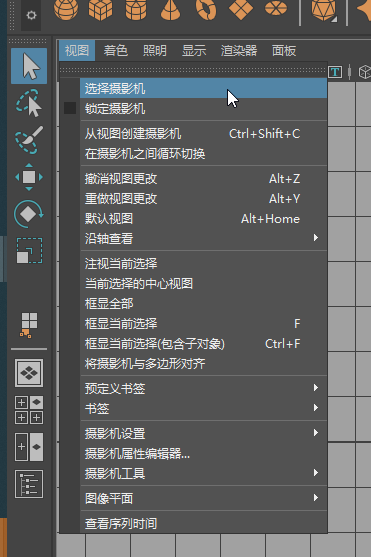 视图 着色 照明 显示 渲染器 面板
T
选择摄影机
锁定摄影机
从视图创建摄影机 Ctrl+Shift+C
在摄影机之间循环切换
撤消视图更改 Alt+Z
重做视图更改 Alt+Y
默认视图 Alt+Home
沿轴查看
注视当前选择
当前选择的中心视图
框显全部
框显当前选择 F
框显当前选择(包含子对象) Ctrl+F
将摄影机与多边形对齐
预定义书签
书签
摄影机设置
摄影机属性编辑器...
摄影机工具
图像平面
查看序列时间